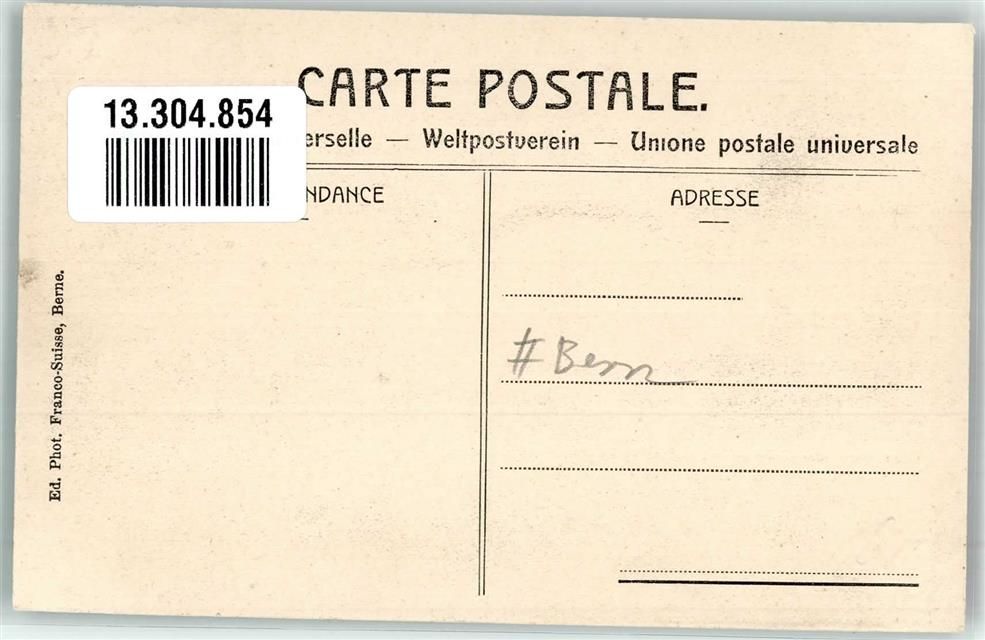 CARTE POSTALE.
13.304.854
erselle — Weltpostverein — Unione postale universale
NDANCE
ADRESSE
Ed. Phot. Franco-Suisse, Berne.
# Bern